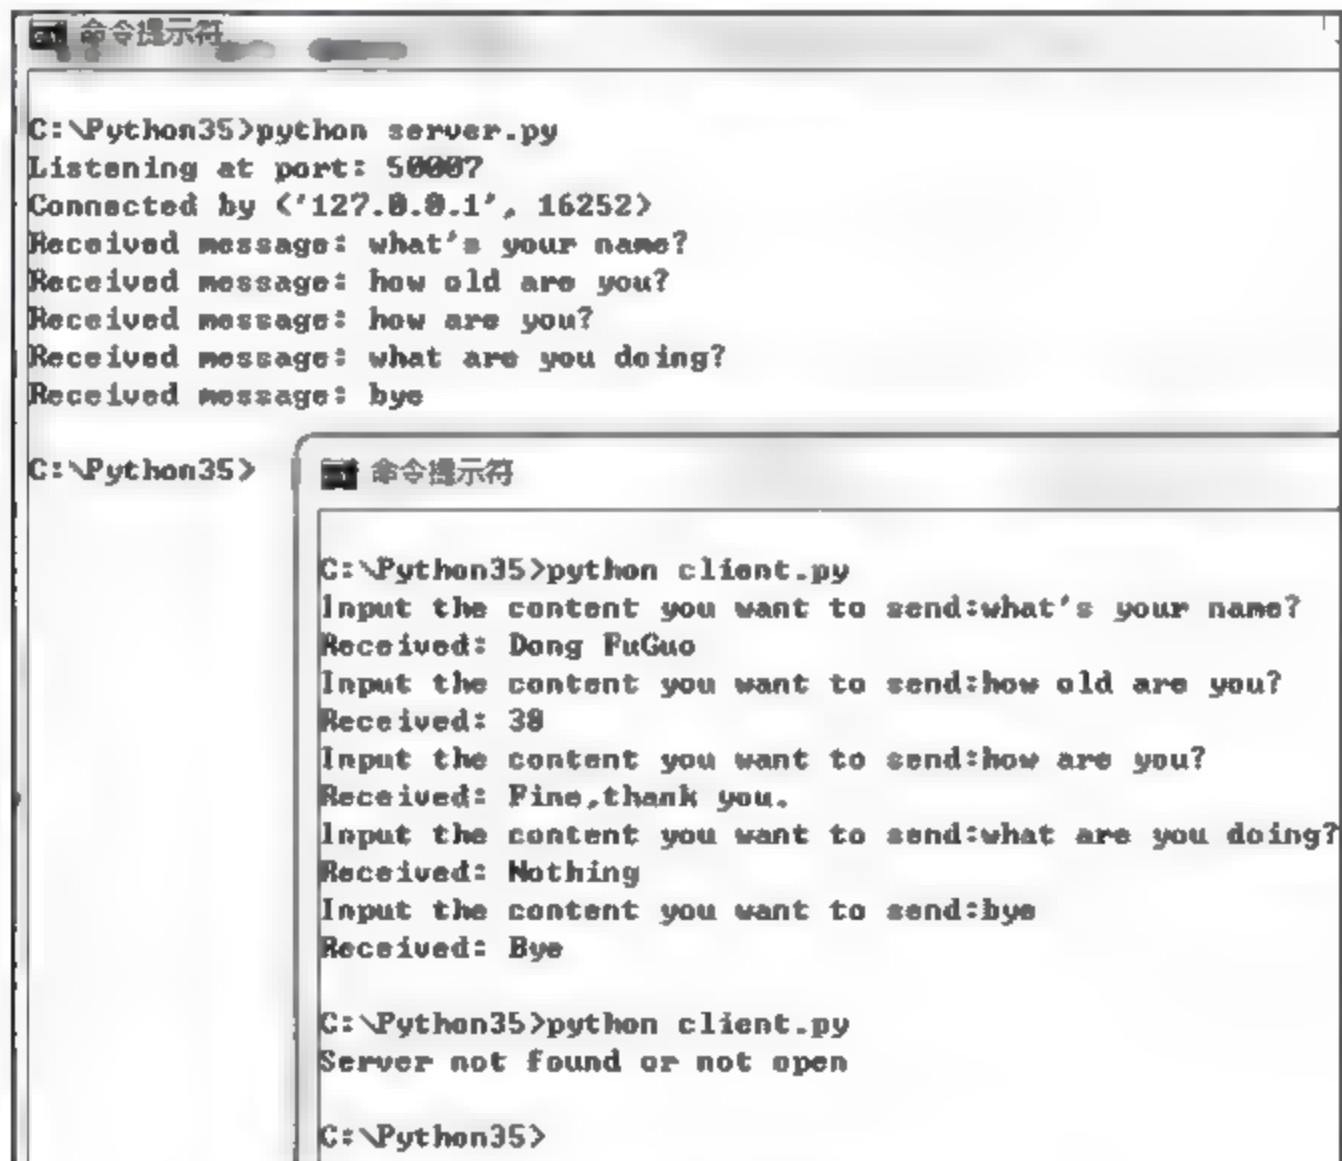 命令提示符
C:\Python35>python server.py
Listening at port: 50007
Connected by ('127.0.0.1', 16252)
Received message: what's your name?
Received message: how old are you?
Received message: how are you?
Received message: what are you doing?
Received message: bye
C:\Python35>
命令提示符
C:\Python35>python client.py
Input the content you want to send:what's your name?
Received: Dong FuGuo
Input the content you want to send:how old are you?
Received: 38
Input the content you want to send:how are you?
Received: Fine,thank you.
Input the content you want to send:what are you doing?
Received: Nothing
Input the content you want to send:bye
Received: Bye
C:\Python35>python client.py
Server not found or not open
C:\Python35>